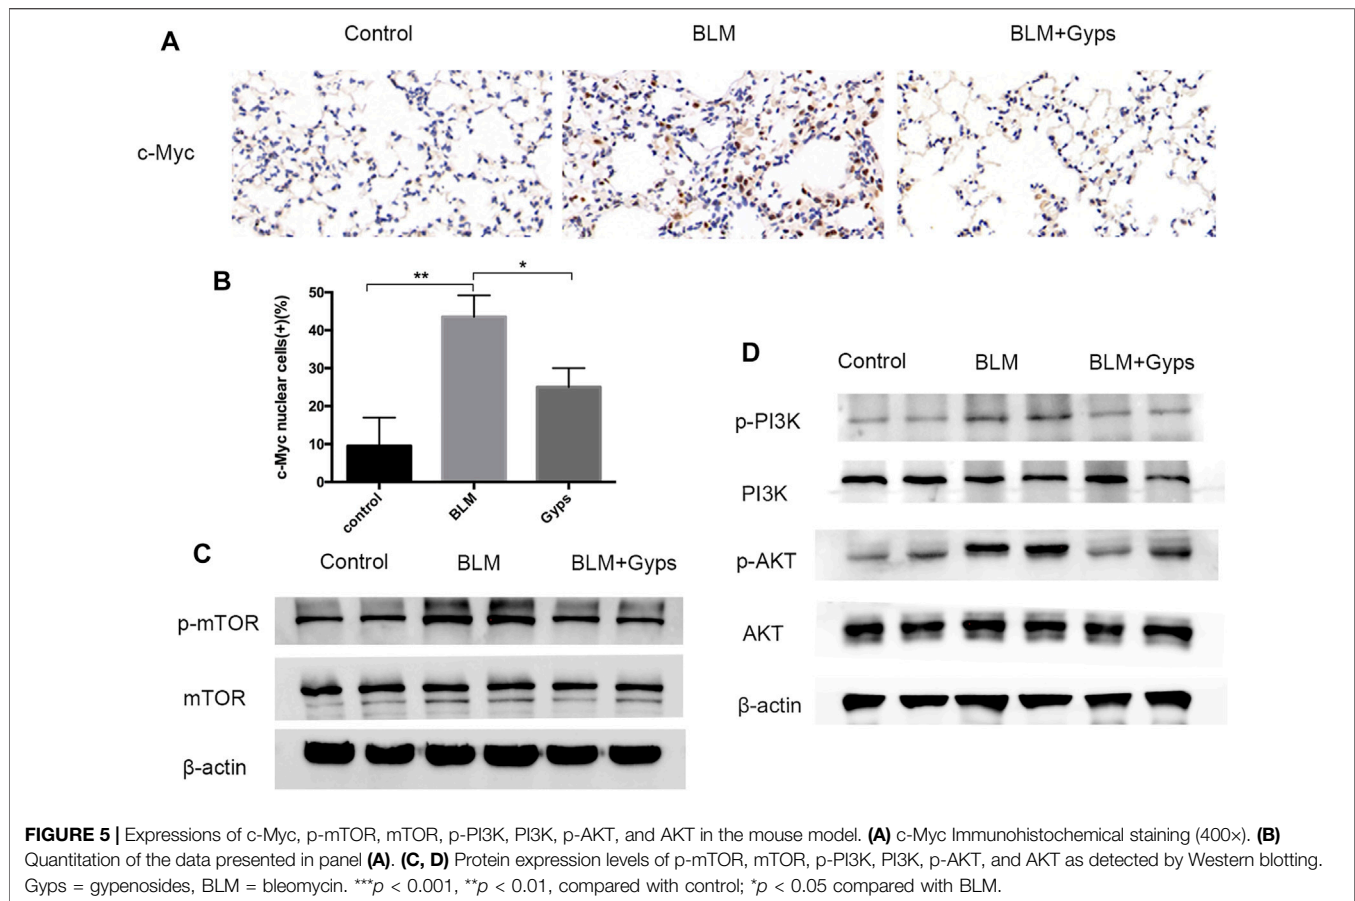 A
Control BLM BLM+Gyps
c-Myc
B
** *
c-Myc nuclear cells(+)(%)
50
40
30
20
10
0
control BLM Gyps
C
Control BLM BLM+Gyps
p-mTOR
mTOR
β-actin
D
Control BLM BLM+Gyps
p-PI3K
PI3K
p-AKT
AKT
β-actin
FIGURE 5 | Expressions of c-Myc, p-mTOR, mTOR, p-PI3K, PI3K, p-AKT, and AKT in the mouse model. (A) c-Myc Immunohistochemical staining (400×). (B)
Quantitation of the data presented in panel (A). (C, D) Protein expression levels of p-mTOR, mTOR, p-PI3K, PI3K, p-AKT, and AKT as detected by Western blotting.
Gyps = gypenosides, BLM = bleomycin. ***p < 0.001, **p < 0.01, compared with control; *p < 0.05 compared with BLM.